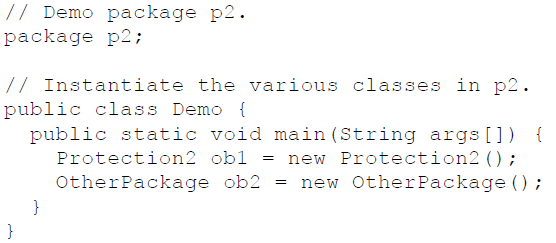 // Demo package p2.
package p2;

// Instantiate the various classes in p2.
public class Demo {
  public static void main(String args[]) {
    Protection2 ob1 = new Protection2();
    OtherPackage ob2 = new OtherPackage();
  }
}